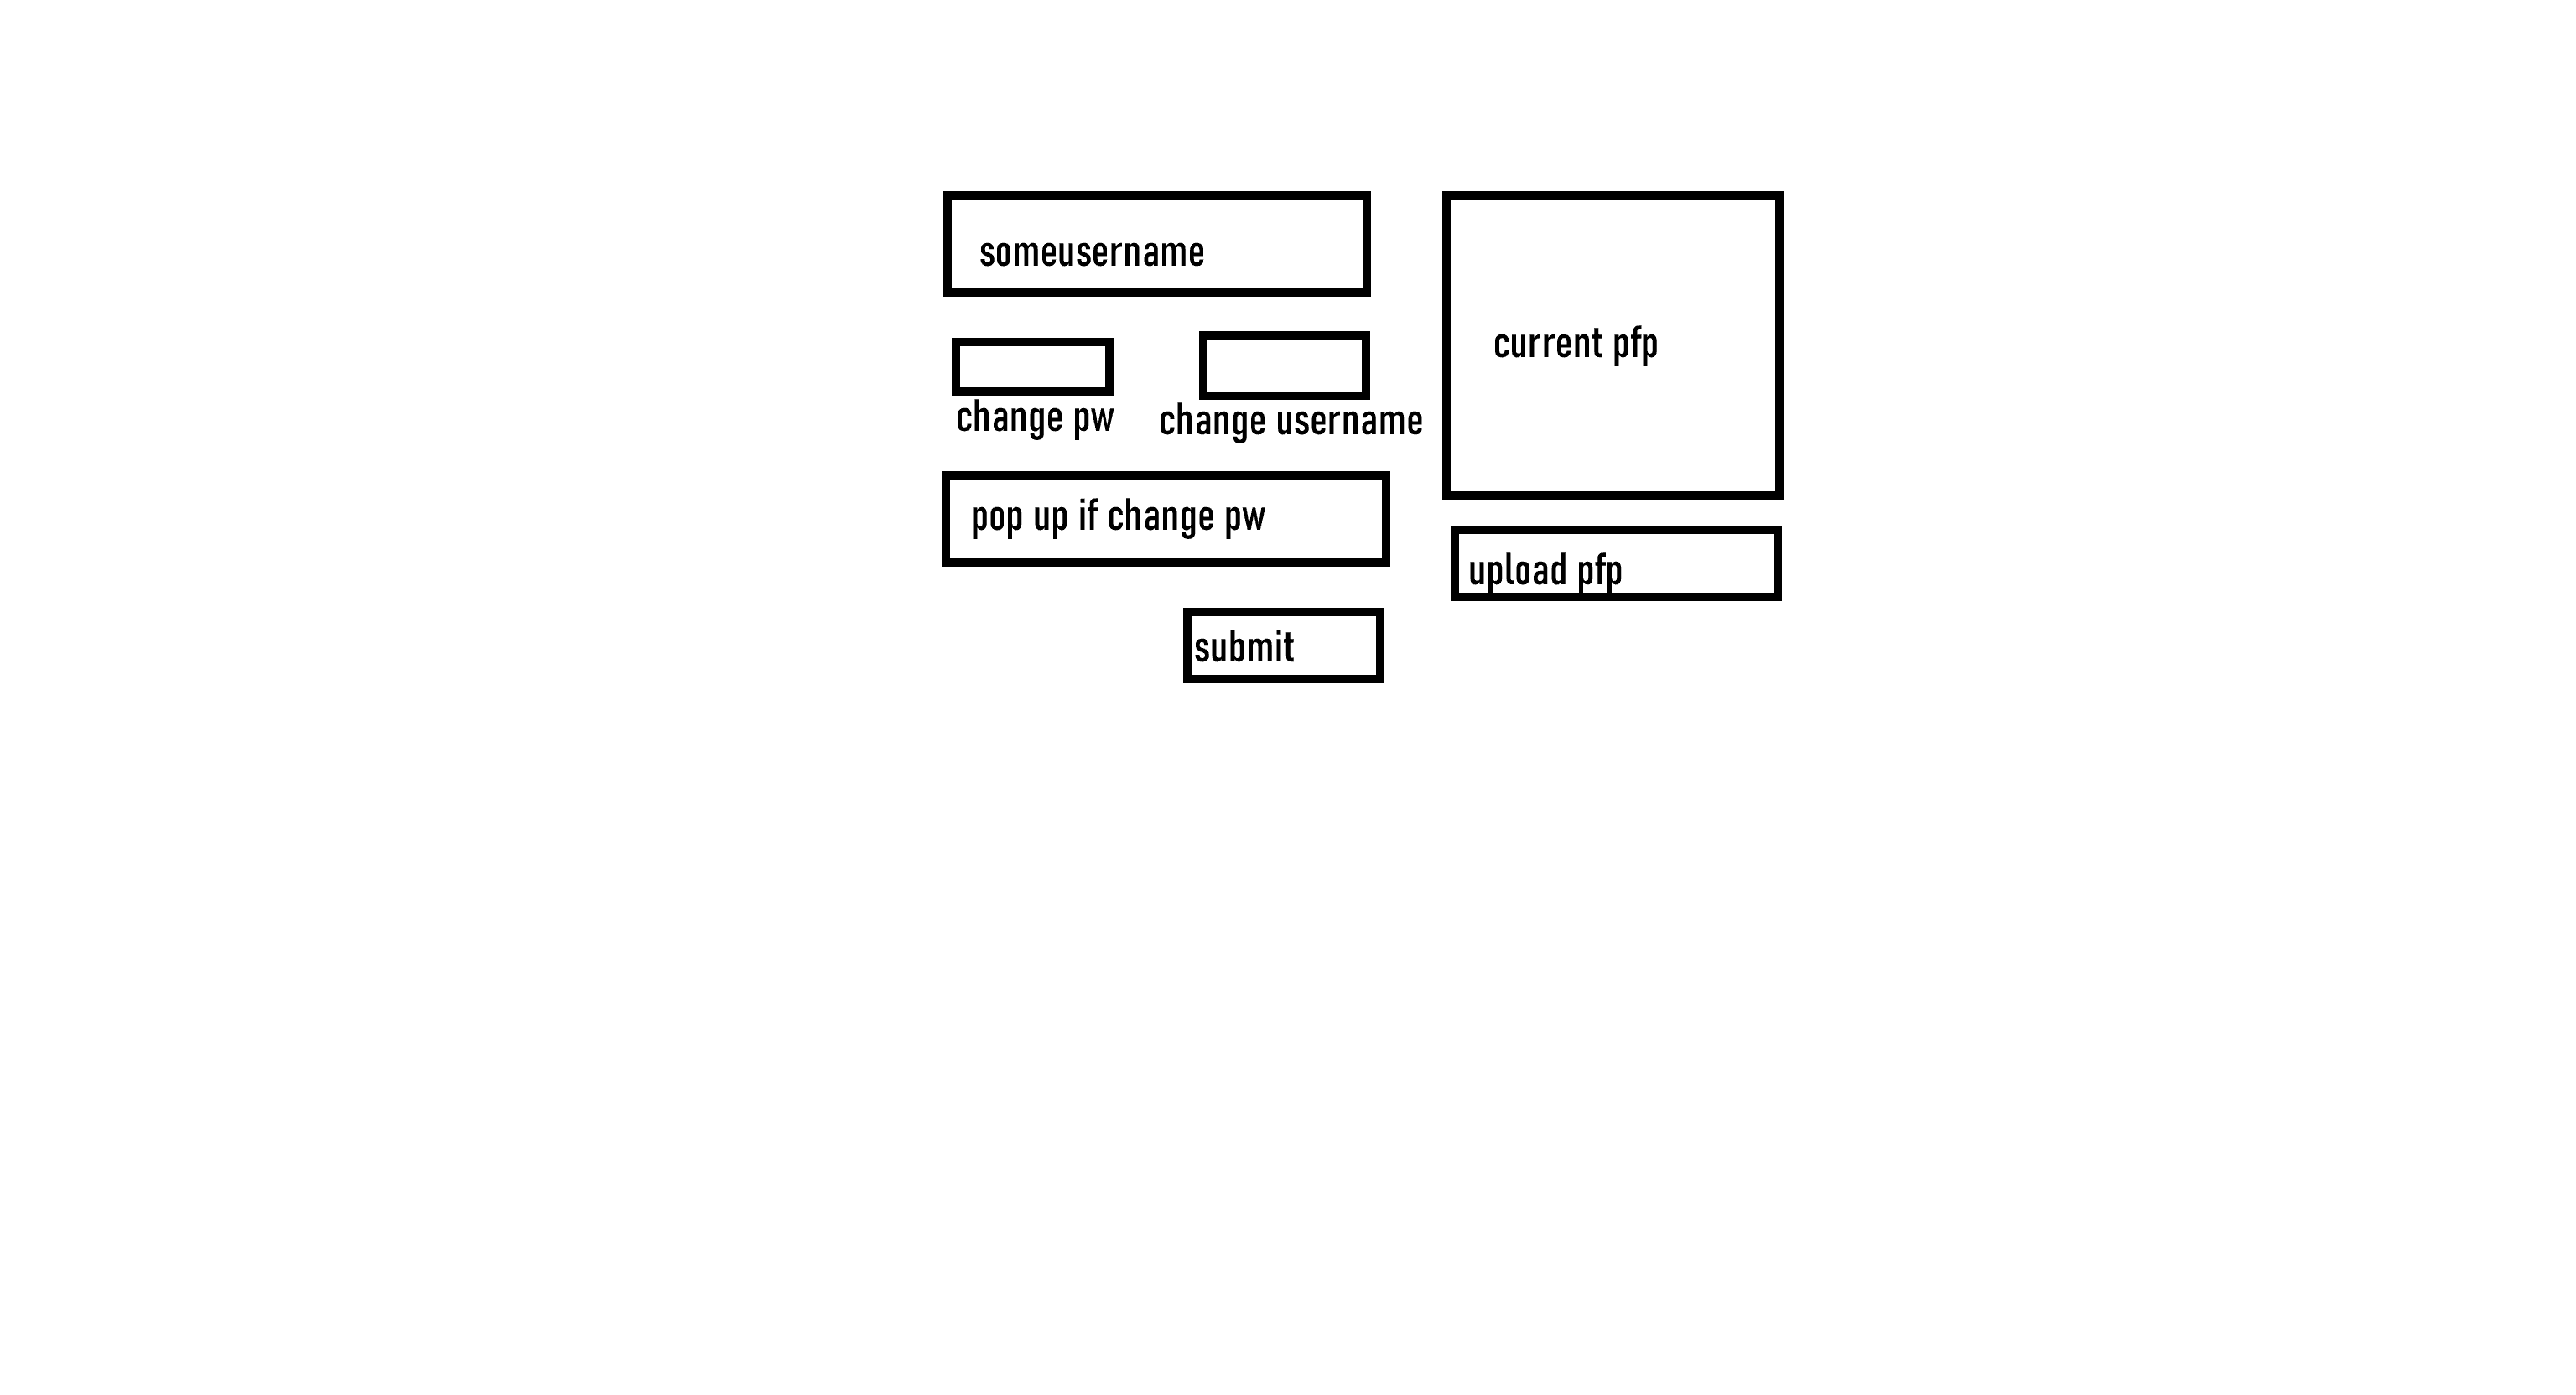 someusername
current pfp
change pw
change username
pop up if change pw
upload pfp
submit